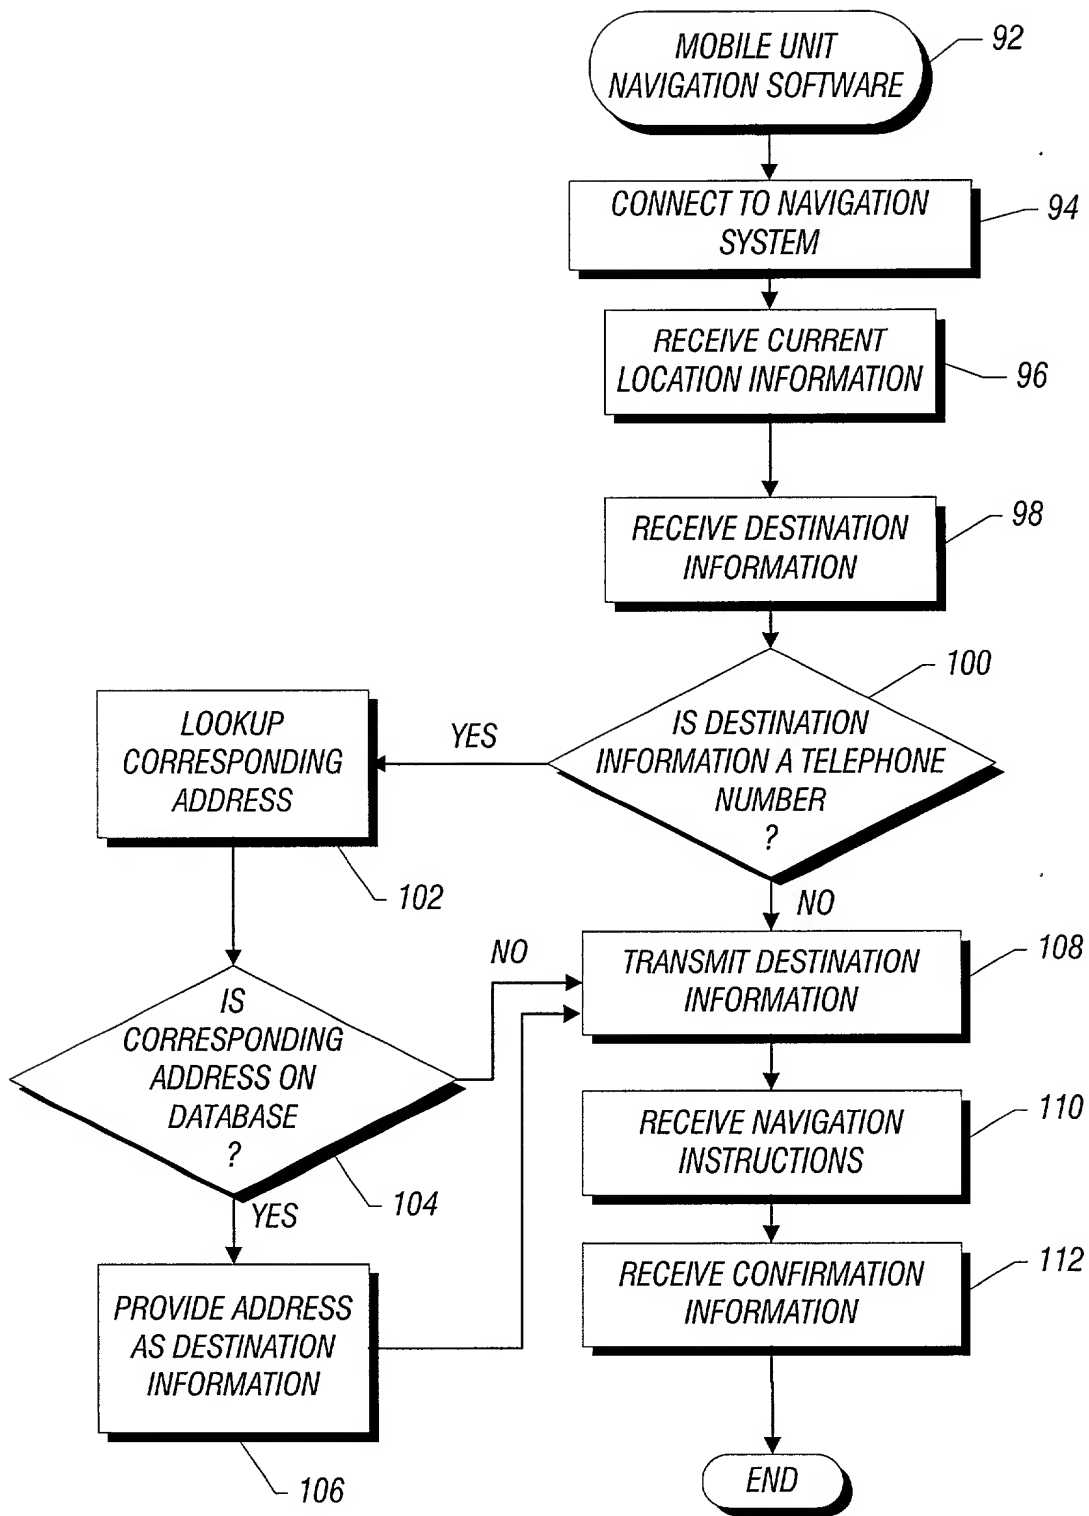 MOBILE UNIT
NAVIGATION SOFTWARE
92
CONNECT TO NAVIGATION
SYSTEM
94
RECEIVE CURRENT
LOCATION INFORMATION
96
RECEIVE DESTINATION
INFORMATION
98
100
IS DESTINATION
INFORMATION A TELEPHONE
NUMBER
?
YES
LOOKUP
CORRESPONDING
ADDRESS
102
NO
IS
CORRESPONDING
ADDRESS ON
DATABASE
?
104
NO
YES
PROVIDE ADDRESS
AS DESTINATION
INFORMATION
106
TRANSMIT DESTINATION
INFORMATION
108
RECEIVE NAVIGATION
INSTRUCTIONS
110
RECEIVE CONFIRMATION
INFORMATION
112
END